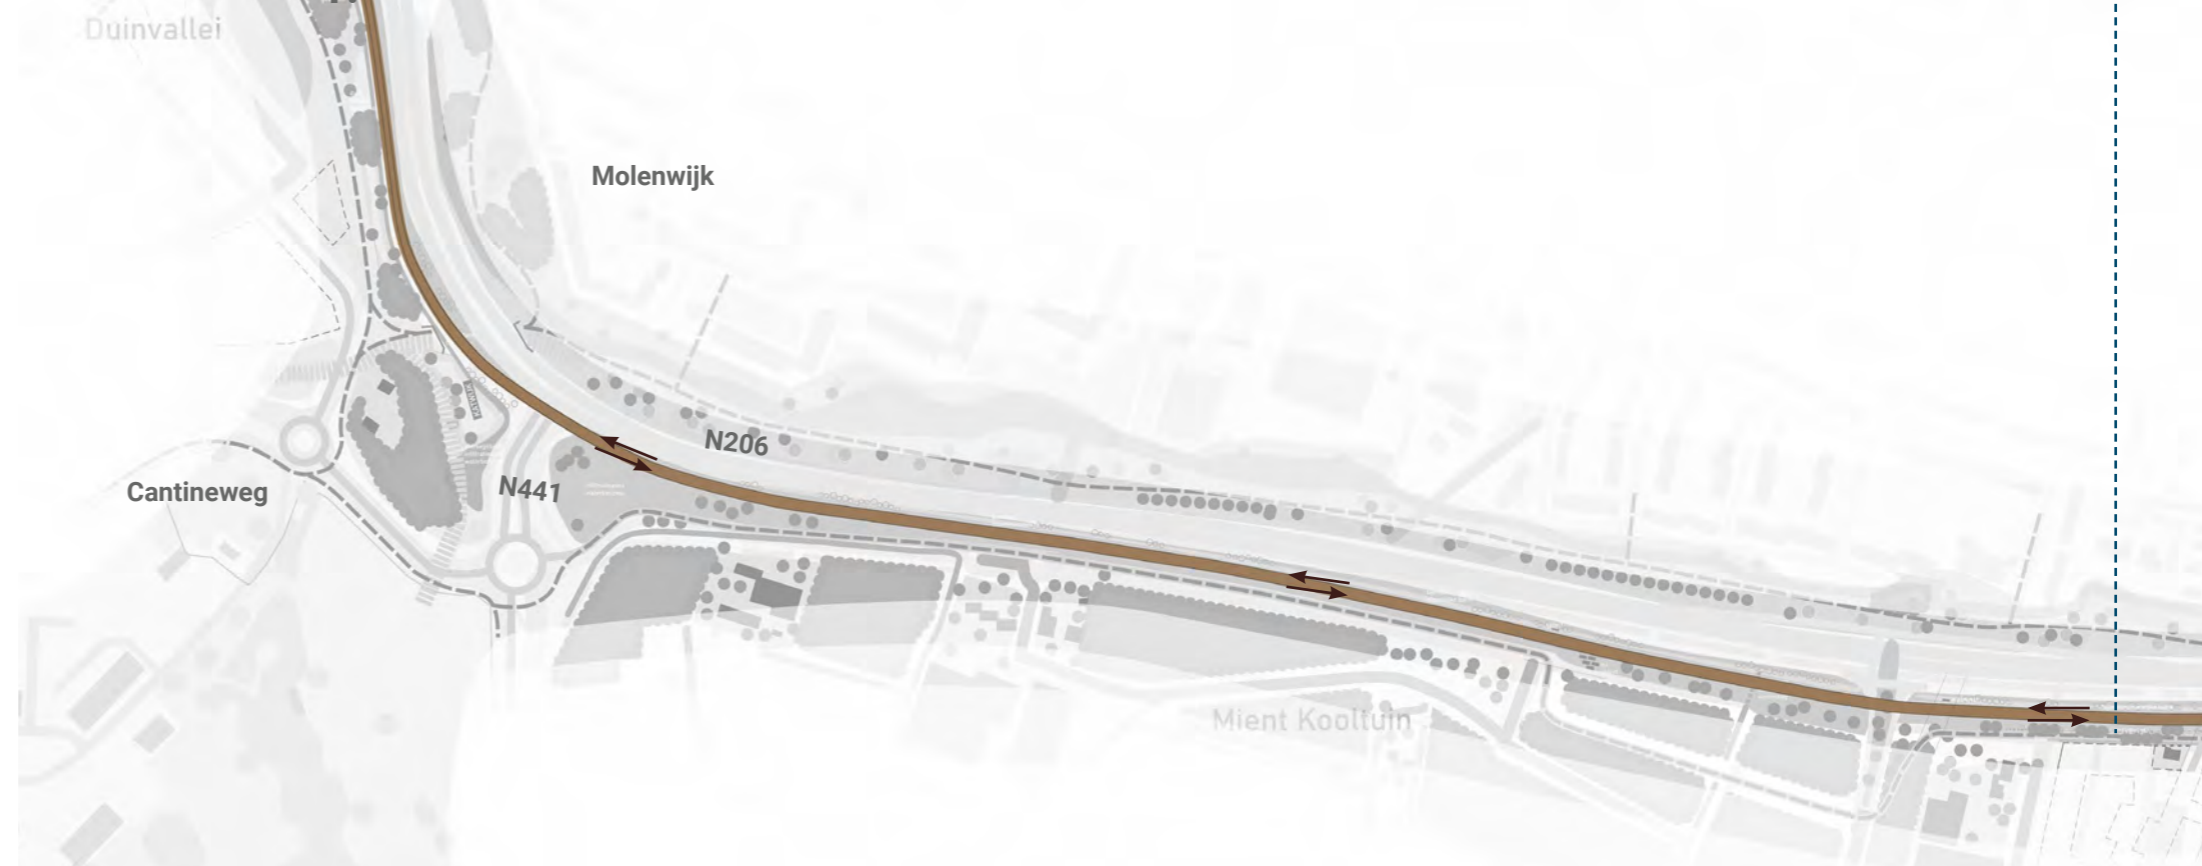 Duinvallei
Molenwijk
N206
Cantineweg
N441
Mient Kooltuin